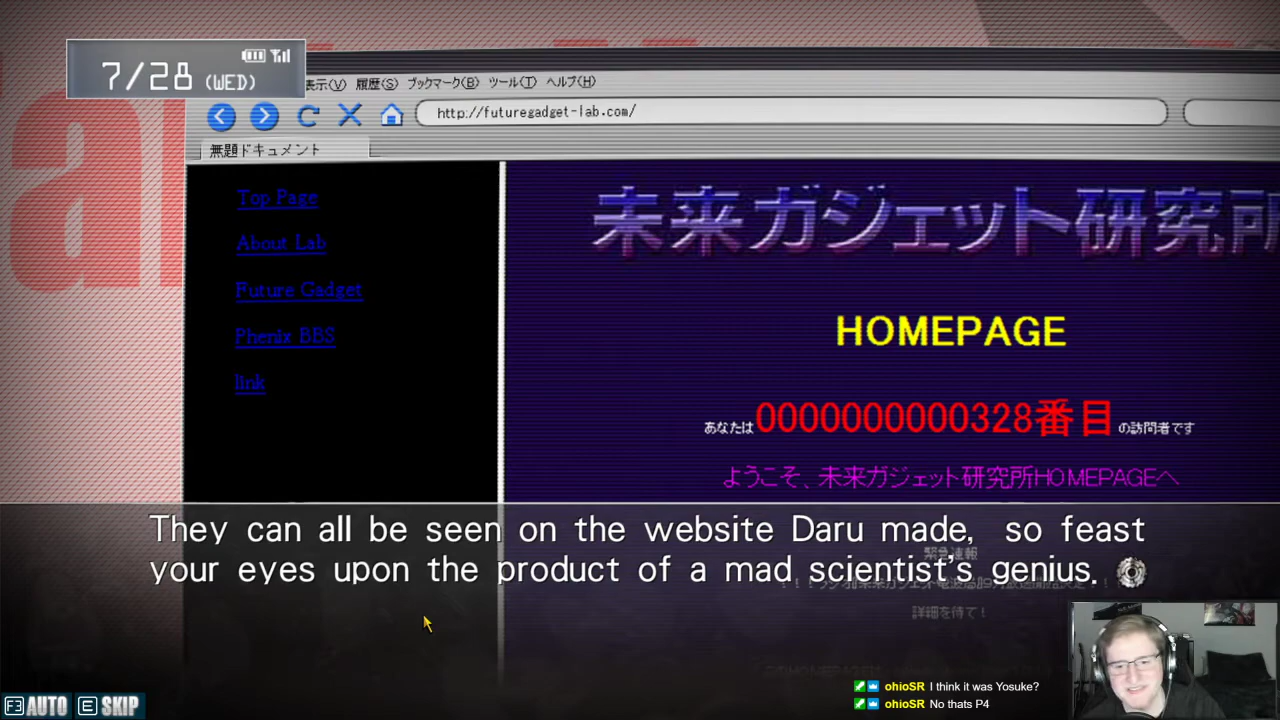 7/28 (WED)
表示(V) 履歴(S) ブックマーク(B) ツール(T) ヘルプ(H)
http://futuregadget-lab.com/
無題ドキュメント
Top Page
About Lab
Future Gadget
Phenix BBS
link
未来ガジェット研究所
HOMEPAGE
あなたは0000000000328番目の訪問者です
ようこそ、未来ガジェット研究所HOMEPAGEへ
They can all be seen on the website Daru made, so feast
your eyes upon the product of a mad scientist's genius.
緊急速報
詳細を待て!
ohioSR I think it was Yosuke?
ohioSR No thats P4
F3 AUTO E SKIP